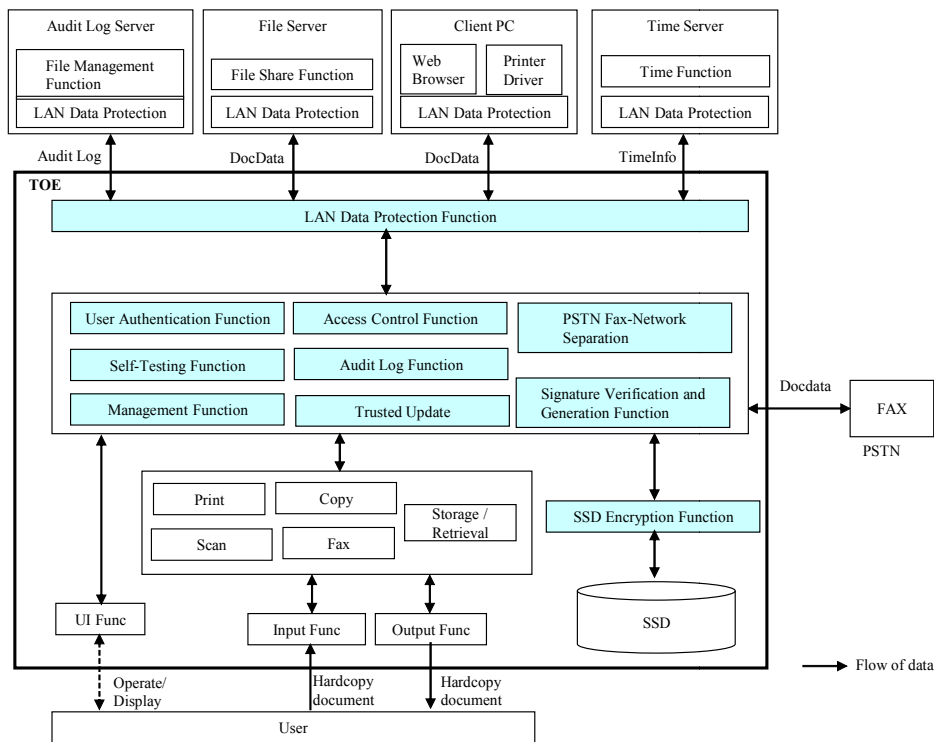 Audit Log Server
File Server
Client PC
Time Server
File Management
Function
File Share Function
Web
Browser
Printer
Driver
Time Function
LAN Data Protection
LAN Data Protection
LAN Data Protection
LAN Data Protection
Audit Log
DocData
DocData
TimeInfo
TOE
LAN Data Protection Function
User Authentication Function
Access Control Function
PSTN Fax-Network
Separation
Self-Testing Function
Audit Log Function
Management Function
Trusted Update
Signature Verification and
Generation Function
Docdata
FAX
PSTN
Print
Copy
Storage /
Retrieval
Scan
Fax
SSD Encryption Function
UI Func
Input Func
Output Func
SSD
Flow of data
Operate/
Display
Hardcopy
document
Hardcopy
document
User